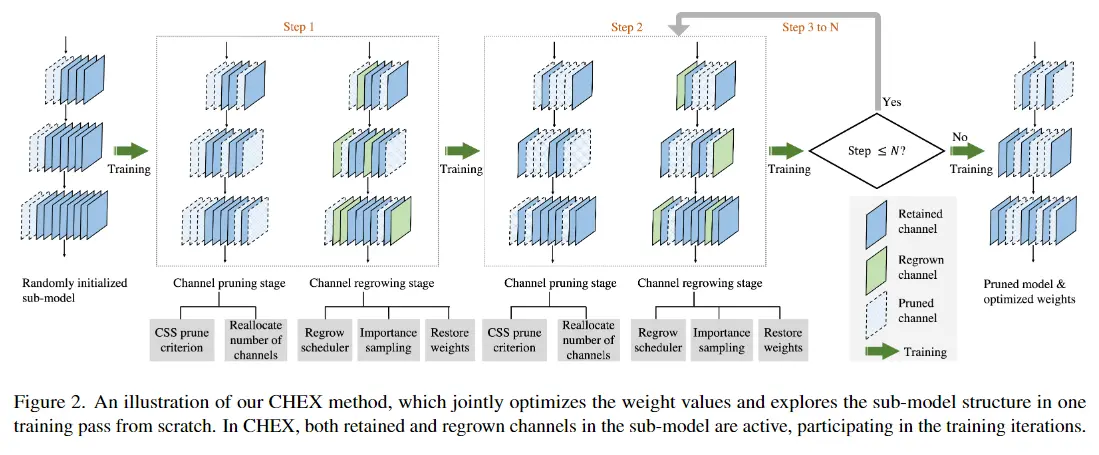 Step 1
Step 2
Step 3 to N
Yes
Step ≤ N?
No
Training
Training
Training
Training
Retained
channel
Regrown
channel
Pruned
channel
Training
Randomly initialized
sub-model
Channel pruning stage
Channel regrowing stage
Channel pruning stage
Channel regrowing stage
Pruned model &
optimized weights
CSS prune
criterion
Reallocate
number of
channels
Regrow
scheduler
Importance
sampling
Restore
weights
CSS prune
criterion
Reallocate
number of
channels
Regrow
scheduler
Importance
sampling
Restore
weights
Figure 2. An illustration of our CHEX method, which jointly optimizes the weight values and explores the sub-model structure in one
training pass from scratch. In CHEX, both retained and regrown channels in the sub-model are active, participating in the training iterations.